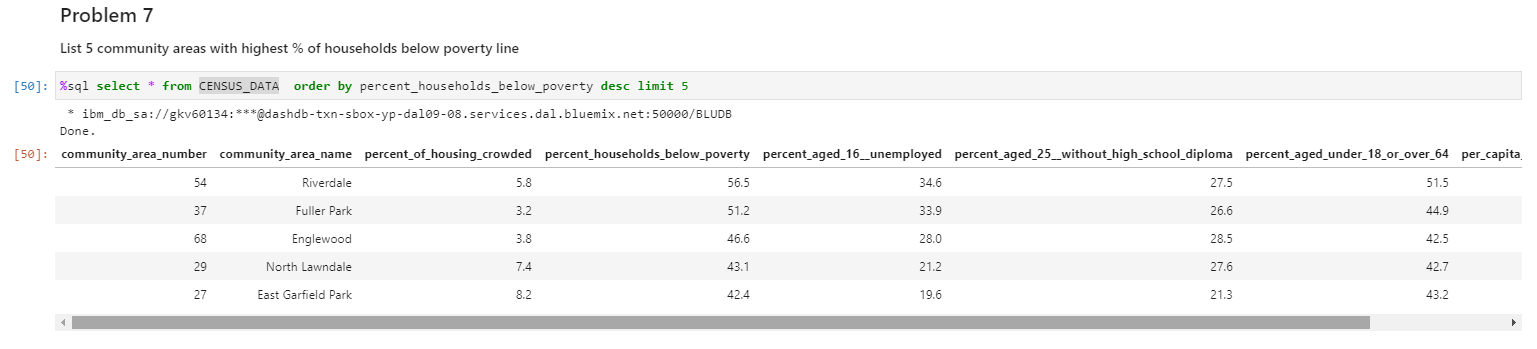 Problem 7
List 5 community areas with highest % of households below poverty line
[50]: %sql select * from CENSUS_DATA  order by percent_households_below_poverty desc limit 5
* ibm_db_sa://gkv60134:***@dashdb-txn-sbox-yp-dal09-08.services.dal.bluemix.net:50000/BLUDB
Done.
[50]: community_area_number community_area_name percent_of_housing_crowded percent_households_below_poverty percent_aged_16__unemployed percent_aged_25__without_high_school_diploma percent_aged_under_18_or_over_64 per_capita_
54 Riverdale 5.8 56.5 34.6 27.5 51.5
37 Fuller Park 3.2 51.2 33.9 26.6 44.9
68 Englewood 3.8 46.6 28.0 28.5 42.5
29 North Lawndale 7.4 43.1 21.2 27.6 42.7
27 East Garfield Park 8.2 42.4 19.6 21.3 43.2